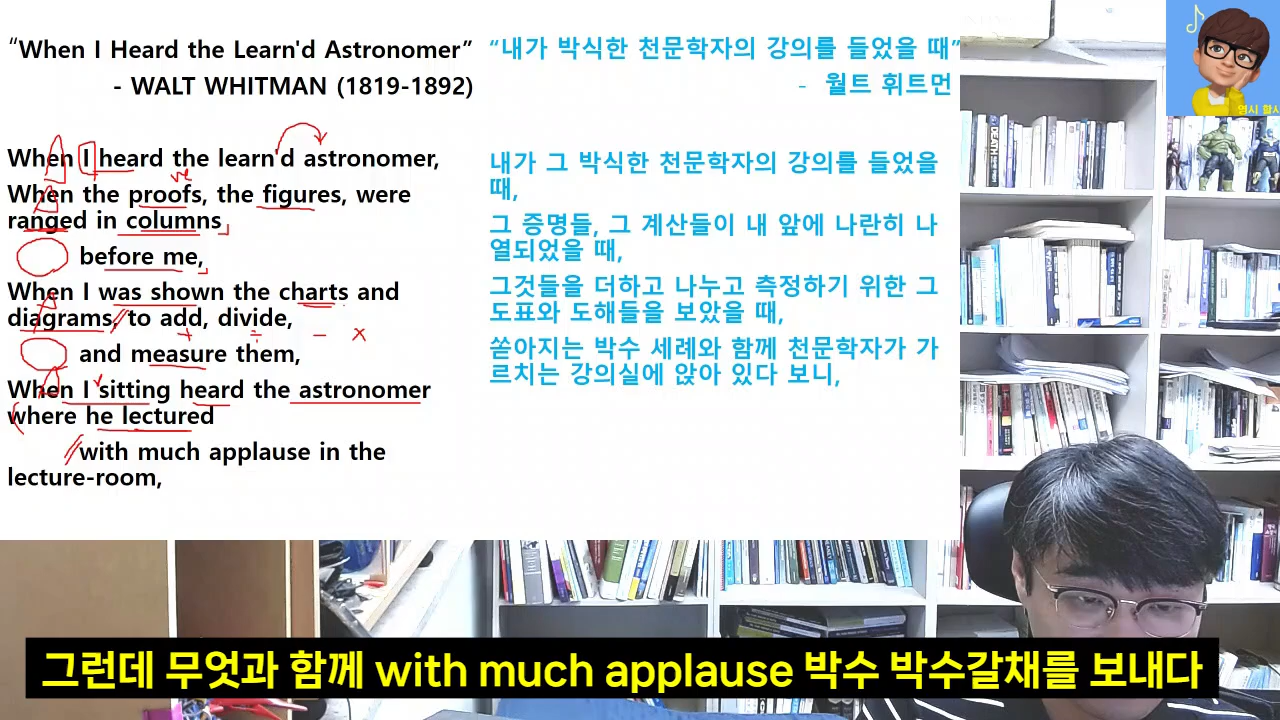 “When I Heard the Learn'd Astronomer”
- WALT WHITMAN (1819-1892)
When I heard the learn'd astronomer,
When the proofs, the figures, were
ranged in columns
before me,
When I was shown the charts and
diagrams, to add, divide,
+ ÷ − ×
and measure them,
When I sitting heard the astronomer
where he lectured
with much applause in the
lecture-room,
“내가 박식한 천문학자의 강의를 들었을 때”
- 월트 휘트먼
내가 그 박식한 천문학자의 강의를 들었을
때,
그 증명들, 그 계산들이 내 앞에 나란히 나
열되었을 때,
그것들을 더하고 나누고 측정하기 위한 그
도표와 도해들을 보았을 때,
쏟아지는 박수 세례와 함께 천문학자가 가
르치는 강의실에 앉아 있다 보니,
그런데 무엇과 함께 with much applause 박수 박수갈채를 보내다